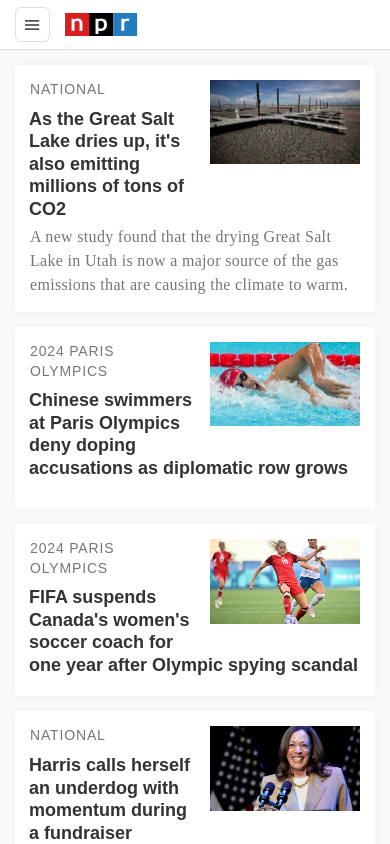 npr
NATIONAL
As the Great Salt
Lake dries up, it's
also emitting
millions of tons of
CO2
A new study found that the drying Great Salt
Lake in Utah is now a major source of the gas
emissions that are causing the climate to warm.
2024 PARIS
OLYMPICS
Chinese swimmers
at Paris Olympics
deny doping
accusations as diplomatic row grows
2024 PARIS
OLYMPICS
FIFA suspends
Canada's women's
soccer coach for
one year after Olympic spying scandal
NATIONAL
Harris calls herself
an underdog with
momentum during
a fundraiser